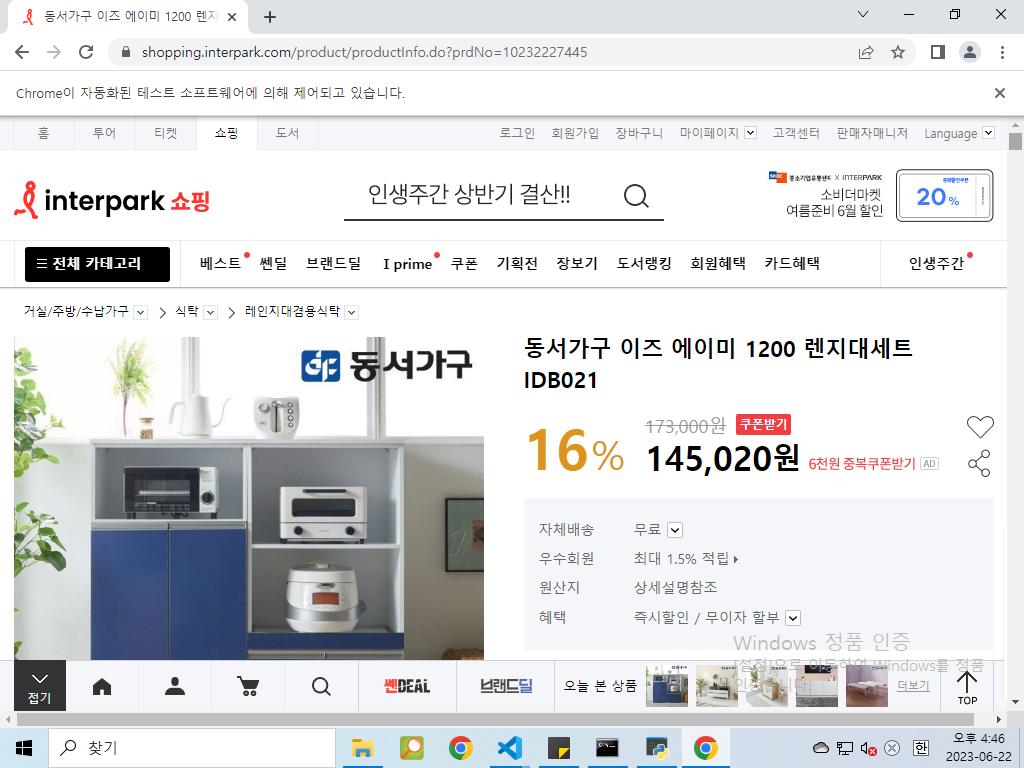 동서가구 이즈 에이미 1200 렌지
shopping.interpark.com/product/productInfo.do?prdNo=10232227445
Chrome이 자동화된 테스트 소프트웨어에 의해 제어되고 있습니다.
홈 투어 티켓 쇼핑 도서 로그인 회원가입 장바구니 마이페이지 고객센터 판매자매니저 Language
interpark 쇼핑
인생주간 상반기 결산!!
중소기업유통센터 X INTERPARK
소비더마켓
여름준비 6월 할인
20%
전체 카테고리 베스트 쎈딜 브랜드딜 I prime 쿠폰 기획전 장보기 도서랭킹 회원혜택 카드혜택 인생주간
거실/주방/수납가구 식탁 레인지대겸용식탁
동서가구
동서가구 이즈 에이미 1200 렌지대세트
IDB021
16%
173,000원 쿠폰받기
145,020원 6천원 중복쿠폰받기 AD
자체배송 무료
우수회원 최대 1.5% 적립
원산지 상세설명참조
혜택 즉시할인 / 무이자 할부
Windows 정품 인증
[설정]으로 이동하여 Windows를 정품
접기
쎈DEAL
브랜드딜
오늘 본 상품
더보기
TOP
찾기
한
오후 4:46
2023-06-22